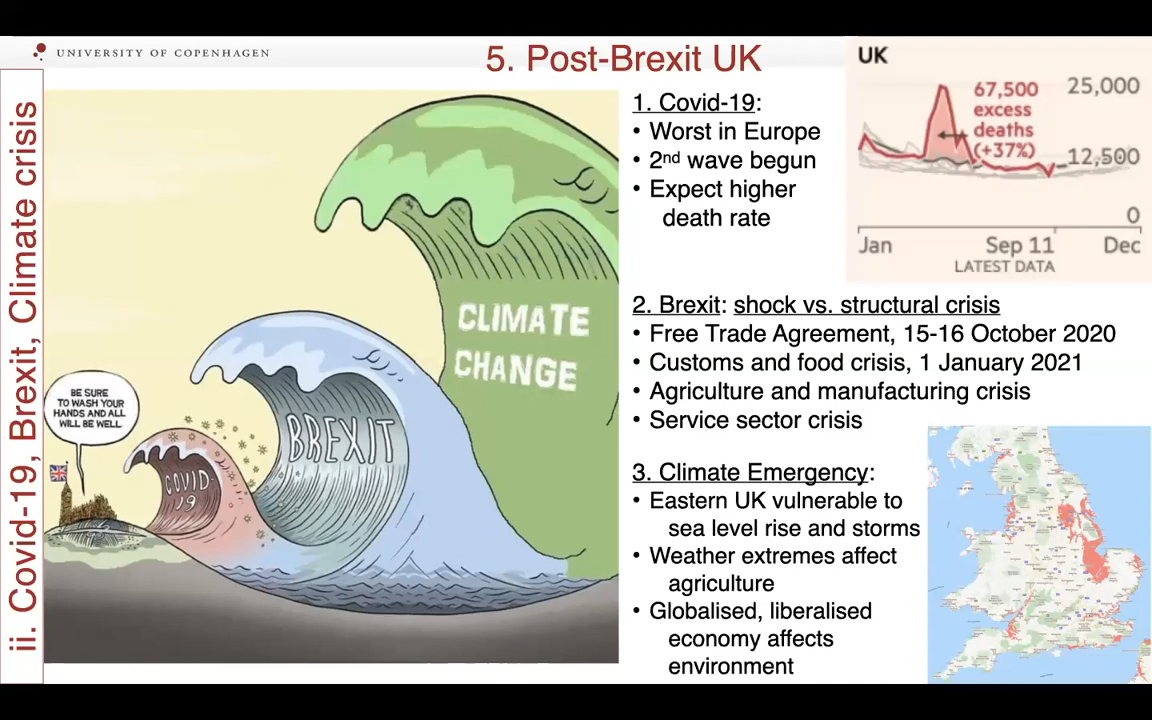 UNIVERSITY OF COPENHAGEN
5. Post-Brexit UK
ii. Covid-19, Brexit, Climate crisis
BE SURE
TO WASH YOUR
HANDS AND ALL
WILL BE WELL.
COVID-
19
BREXIT
CLIMATE
CHANGE
1. Covid-19:
• Worst in Europe
• 2nd wave begun
• Expect higher
death rate
UK
67,500
excess
deaths
(+37%)
25,000
12,500
0
Jan
Sep 11
Dec
LATEST DATA
2. Brexit: shock vs. structural crisis
• Free Trade Agreement, 15-16 October 2020
• Customs and food crisis, 1 January 2021
• Agriculture and manufacturing crisis
• Service sector crisis
3. Climate Emergency:
• Eastern UK vulnerable to
sea level rise and storms
• Weather extremes affect
agriculture
• Globalised, liberalised
economy affects
environment